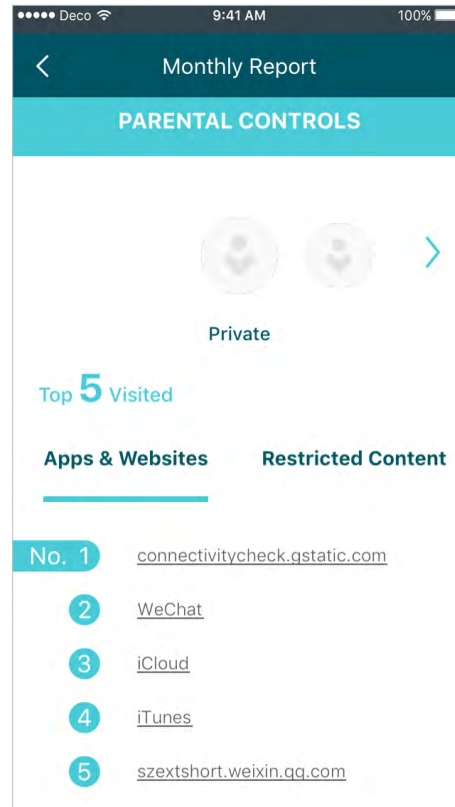 Deco 9:41 AM 100%
Monthly Report
PARENTAL CONTROLS
Private
Top 5 Visited
Apps & Websites Restricted Content
No. 1 connectivitycheck.gstatic.com
2 WeChat
3 iCloud
4 iTunes
5 szextshort.weixin.qq.com